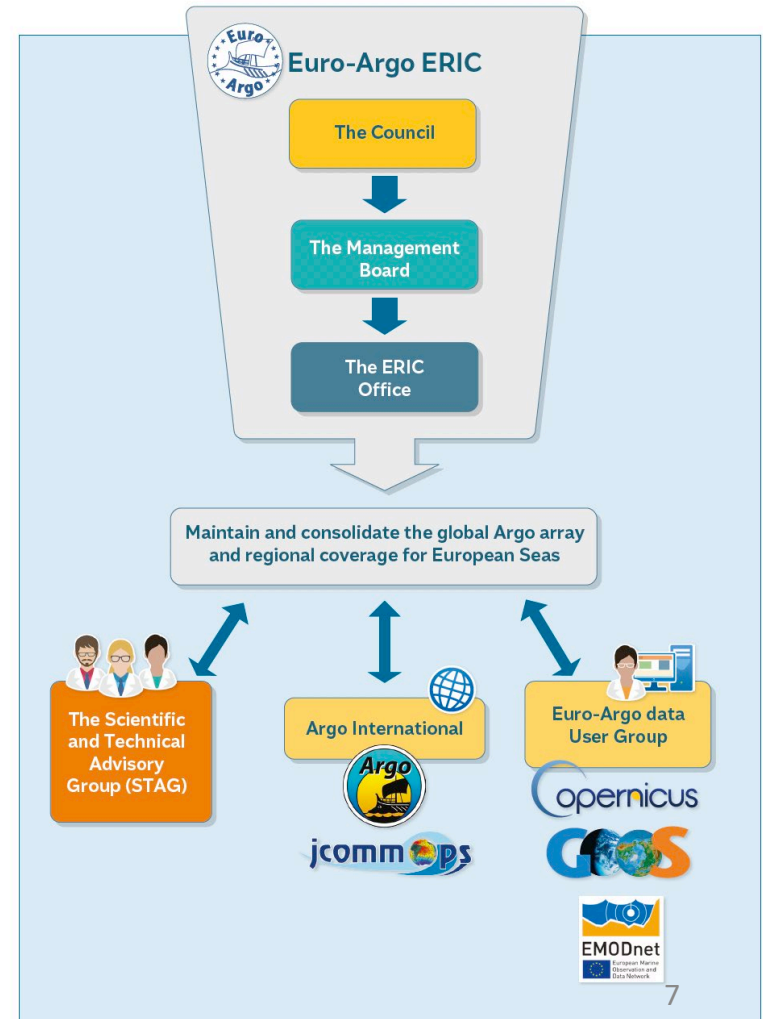 Euro
Argo
Euro-Argo ERIC
The Council
The Management
Board
The ERIC
Office
Maintain and consolidate the global Argo array
and regional coverage for European Seas
The Scientific
and Technical
Advisory
Group (STAG)
Argo International
Argo
jcommops
Euro-Argo data
User Group
Copernicus
GOOS
EMODnet
European Marine
Observation and
Data Network
7